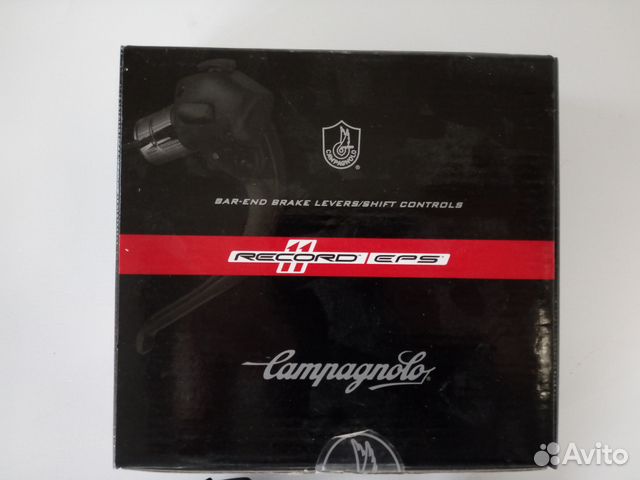 CAMPAGNOLO ®
BAR-END BRAKE LEVERS/SHIFT CONTROLS
RECORD 11 EPS
Campagnolo®
Avito